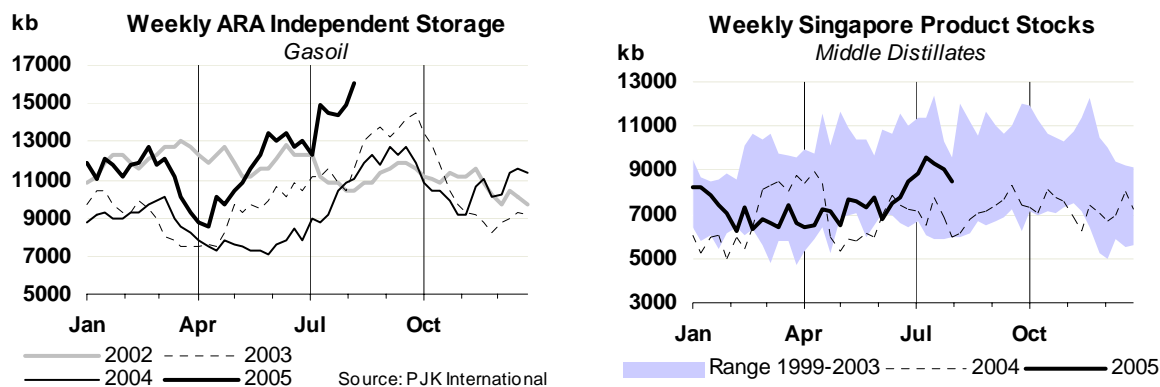 Weekly ARA Independent Storage
kb
Gasoil
17000
15000
13000
11000
9000
7000
5000
Jan Apr Jul Oct
2002 2003
2004 2005
Source: PJK International
Weekly Singapore Product Stocks
kb
Middle Distillates
13000
11000
9000
7000
5000
3000
Jan Apr Jul Oct
Range 1999-2003 2004 2005